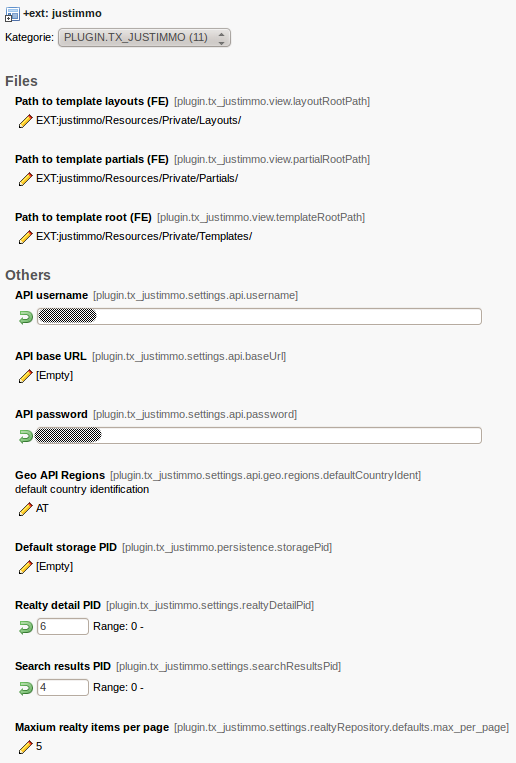 +ext: justimmo
Kategorie: PLUGIN.TX_JUSTIMMO (11)
Files
Path to template layouts (FE) [plugin.tx_justimmo.view.layoutRootPath]
EXT:justimmo/Resources/Private/Layouts/
Path to template partials (FE) [plugin.tx_justimmo.view.partialRootPath]
EXT:justimmo/Resources/Private/Partials/
Path to template root (FE) [plugin.tx_justimmo.view.templateRootPath]
EXT:justimmo/Resources/Private/Templates/
Others
API username [plugin.tx_justimmo.settings.api.username]
API base URL [plugin.tx_justimmo.settings.api.baseUrl]
[Empty]
API password [plugin.tx_justimmo.settings.api.password]
Geo API Regions [plugin.tx_justimmo.settings.api.geo.regions.defaultCountryIdent]
default country identification
AT
Default storage PID [plugin.tx_justimmo.persistence.storagePid]
[Empty]
Realty detail PID [plugin.tx_justimmo.settings.realtyDetailPid]
6 Range: 0 -
Search results PID [plugin.tx_justimmo.settings.searchResultsPid]
4 Range: 0 -
Maxium realty items per page [plugin.tx_justimmo.settings.realtyRepository.defaults.max_per_page]
5